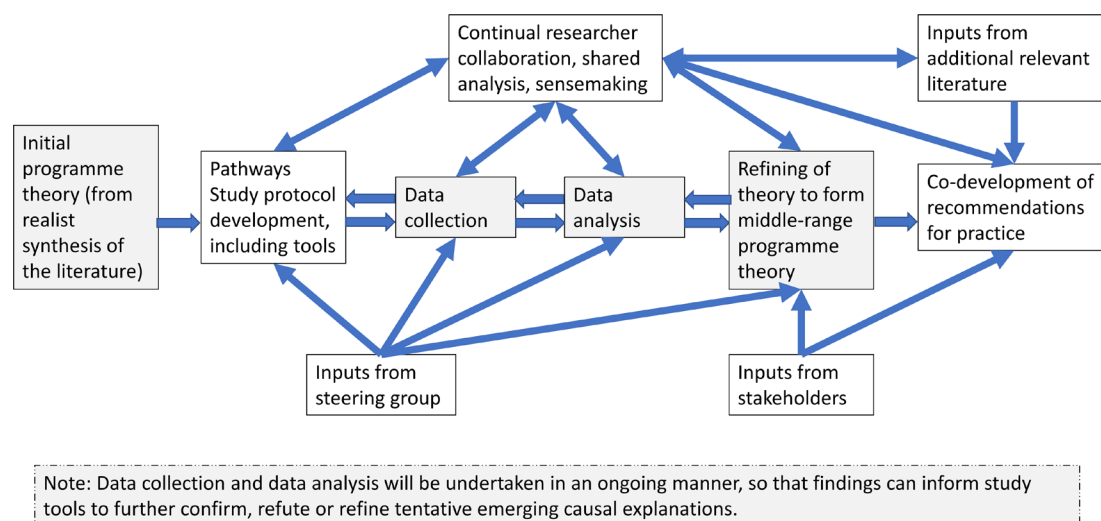 Continual researcher
collaboration, shared
analysis, sensemaking
Inputs from
additional relevant
literature
Initial
programme
theory (from
realist
synthesis of
the literature)
Pathways
Study protocol
development,
including tools
Data
collection
Data
analysis
Refining of
theory to form
middle-range
programme
theory
Co-development of
recommendations
for practice
Inputs from
steering group
Inputs from
stakeholders
Note: Data collection and data analysis will be undertaken in an ongoing manner, so that findings can inform study
tools to further confirm, refute or refine tentative emerging causal explanations.